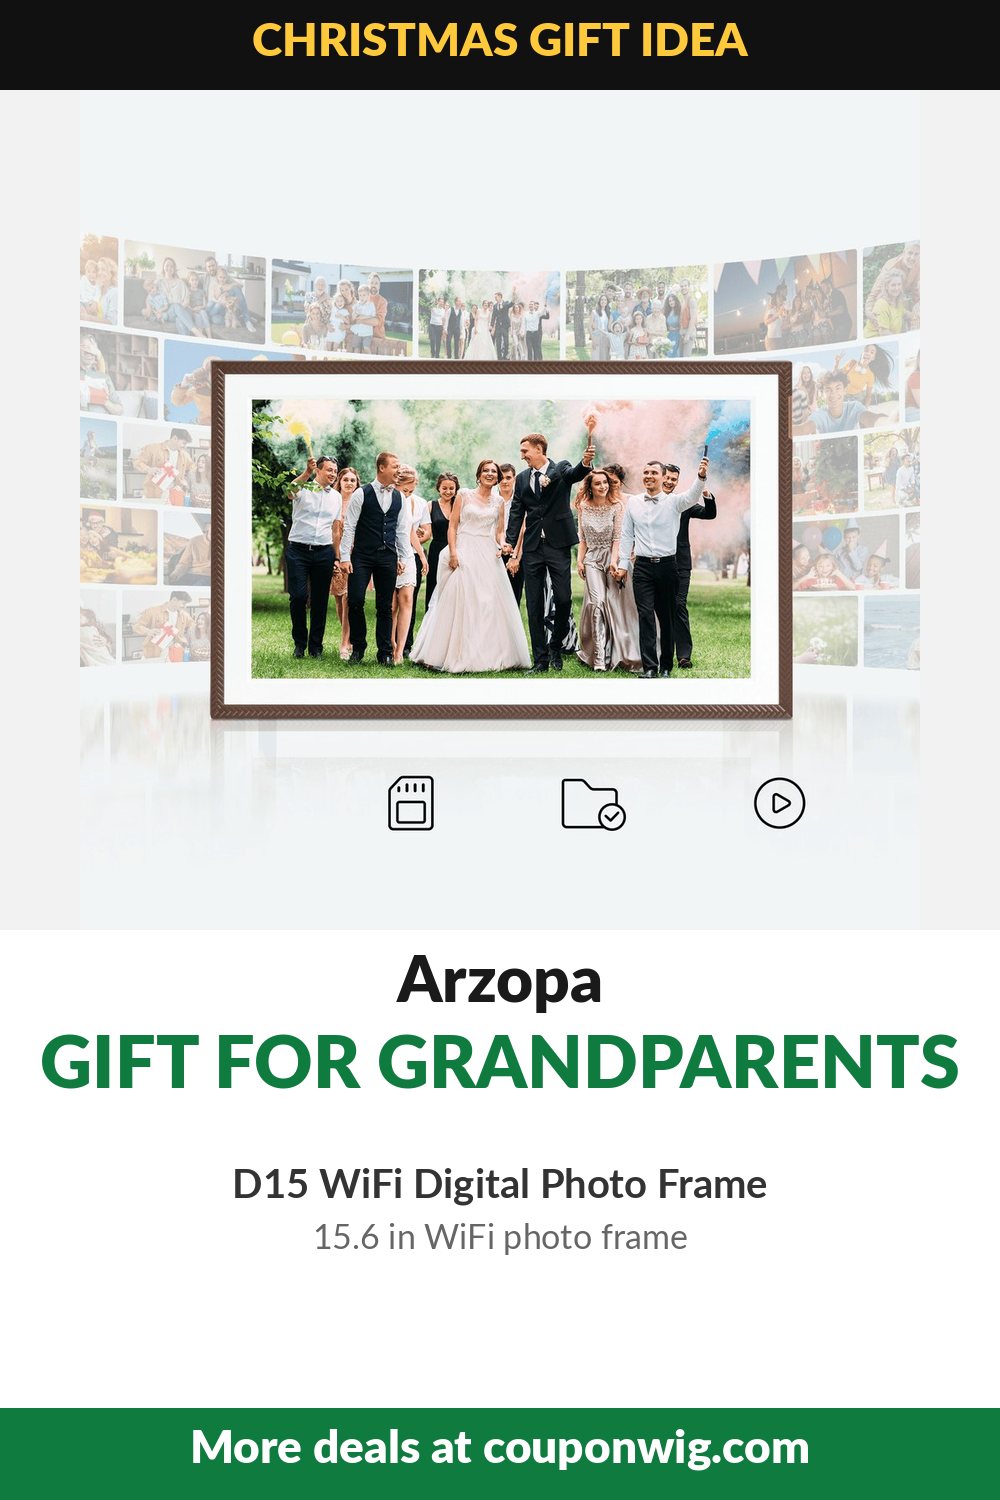 CHRISTMAS GIFT IDEA
Arzopa
GIFT FOR GRANDPARENTS
D15 WiFi Digital Photo Frame
15.6 in WiFi photo frame
More deals at couponwig.com